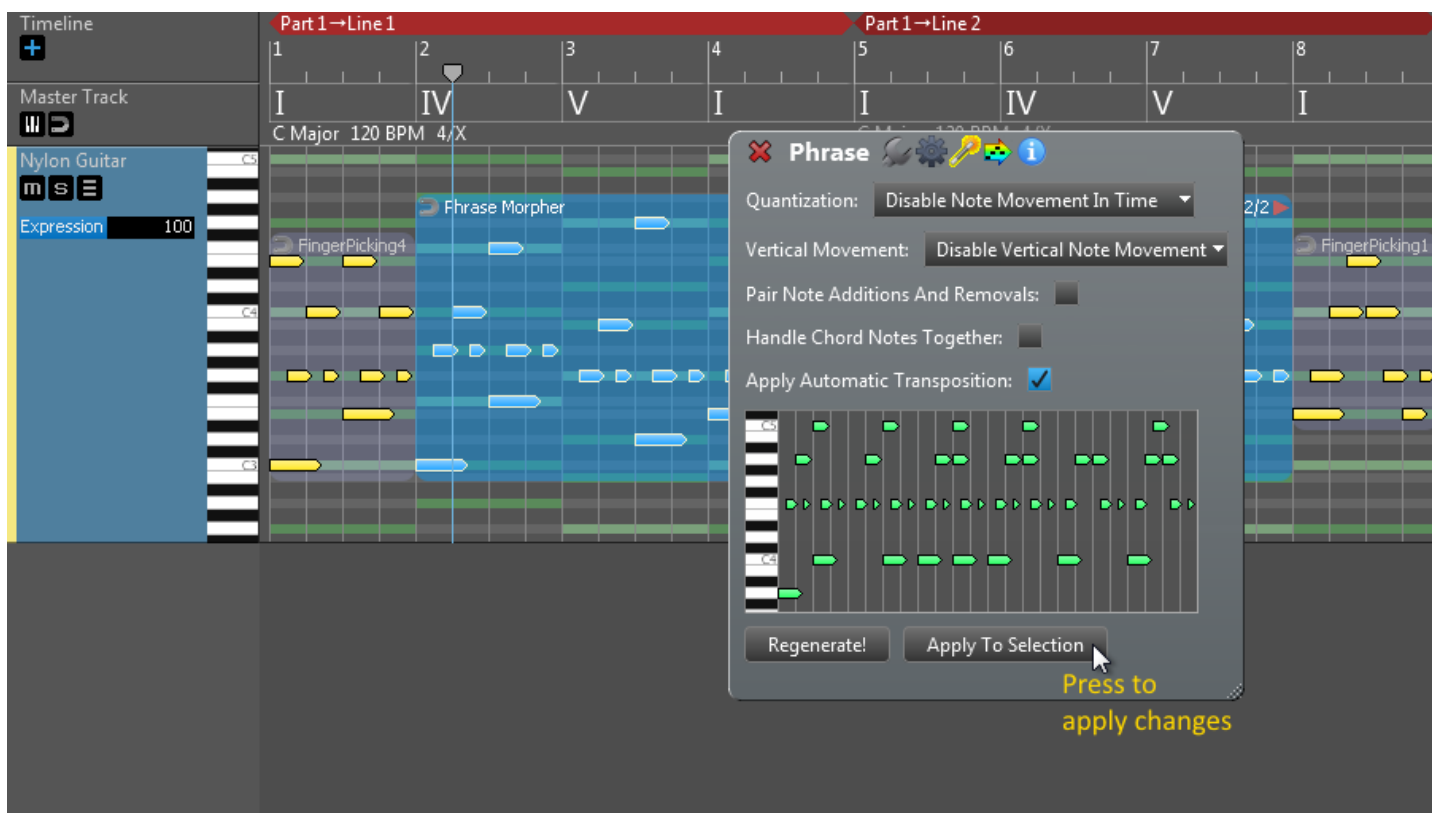 Timeline
Part 1→Line 1
Part 1→Line 2
1 2 3 4 5 6 7 8
Master Track
I IV V I I IV V I
C Major 120 BPM 4/X
Nylon Guitar
m s
Expression 100
C5
C4
C3
FingerPicking4
Phrase Morpher
2/2
FingerPicking1
Phrase
Quantization: Disable Note Movement In Time
Vertical Movement: Disable Vertical Note Movement
Pair Note Additions And Removals:
Handle Chord Notes Together:
Apply Automatic Transposition:
C5
C4
Regenerate!
Apply To Selection
Press to
apply changes